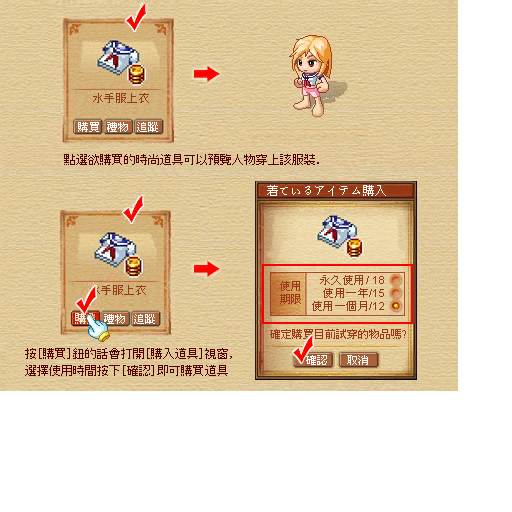 水手服上衣
購買 禮物 追蹤
點選欲購買的時尚道具可以預覽人物穿上該服裝.
着ているアイテム購入
水手服上衣
購買 禮物 追蹤
使用期限
永久使用/ 18
使用一年/15
使用一個月/12
確定購買目前試穿的物品嗎?
確認 取消
按[購買]鈕的話會打開[購入道具]視窗,
選擇使用時間按下[確認]即可購買道具